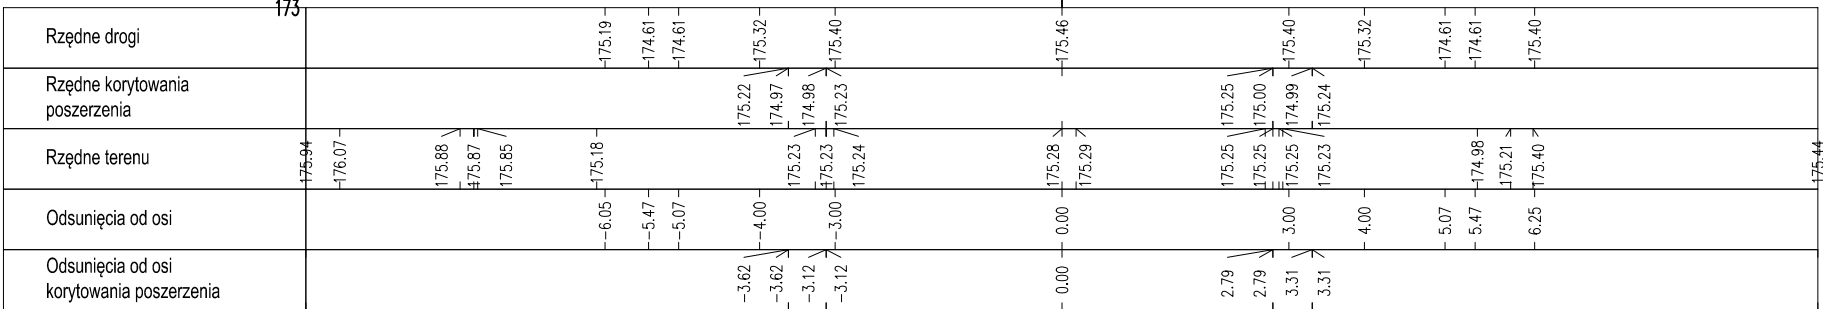 173
Rzędne drogi
175.19 174.61 174.61 175.32 175.40 175.46 175.40 175.32 174.61 174.61 175.40
Rzędne korytowania
poszerzenia
175.22 174.97 174.98 175.23 175.25 175.00 174.99 175.24
Rzędne terenu
175.94 176.07 175.88 175.87 175.85 175.18 175.23 175.23 175.24 175.28 175.29 175.25 175.25 175.25 175.23 174.98 175.21 175.40 175.44
Odsunięcia od osi
-6.05 -5.47 -5.07 -4.00 -3.00 0.00 3.00 4.00 5.07 5.47 6.25
Odsunięcia od osi
korytowania poszerzenia
-3.62 -3.62 -3.12 -3.12 0.00 2.79 2.79 3.31 3.31